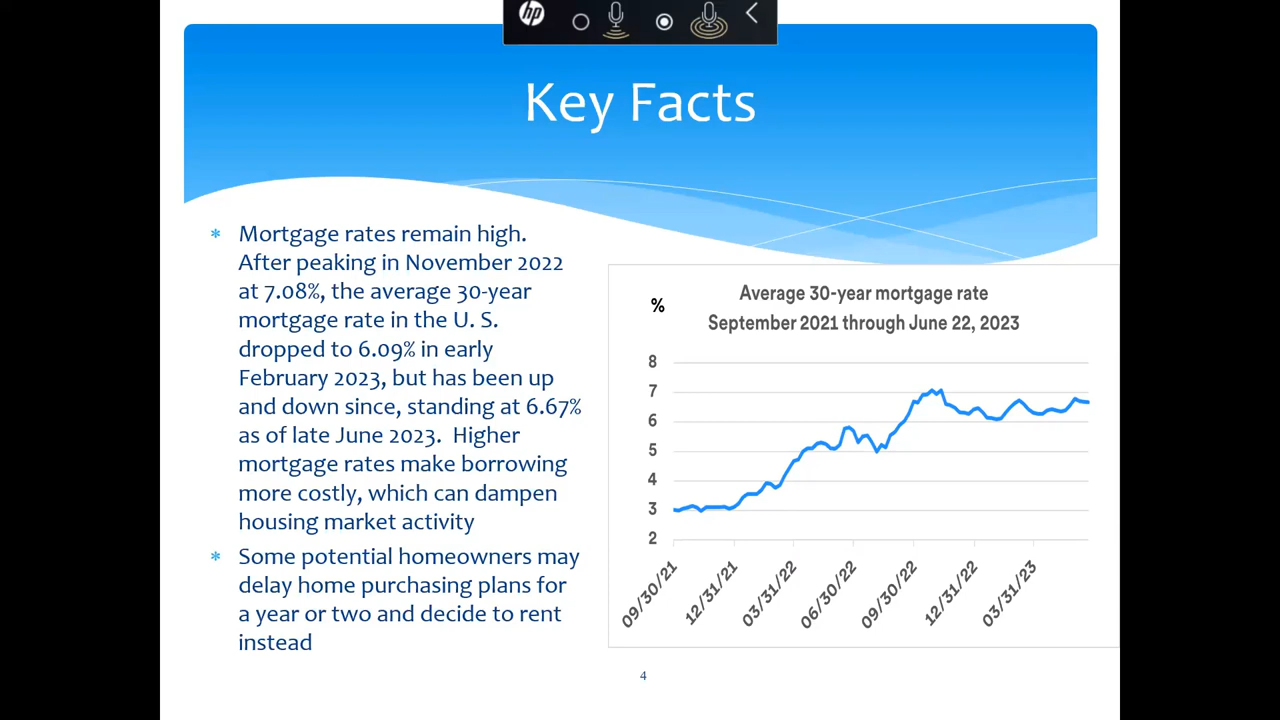 hp
Key Facts
* Mortgage rates remain high.
After peaking in November 2022
at 7.08%, the average 30-year
mortgage rate in the U. S.
dropped to 6.09% in early
February 2023, but has been up
and down since, standing at 6.67%
as of late June 2023.  Higher
mortgage rates make borrowing
more costly, which can dampen
housing market activity
* Some potential homeowners may
delay home purchasing plans for
a year or two and decide to rent
instead
%
Average 30-year mortgage rate
September 2021 through June 22, 2023
8
7
6
5
4
3
2
09/30/21
12/31/21
03/31/22
06/30/22
09/30/22
12/31/22
03/31/23
4